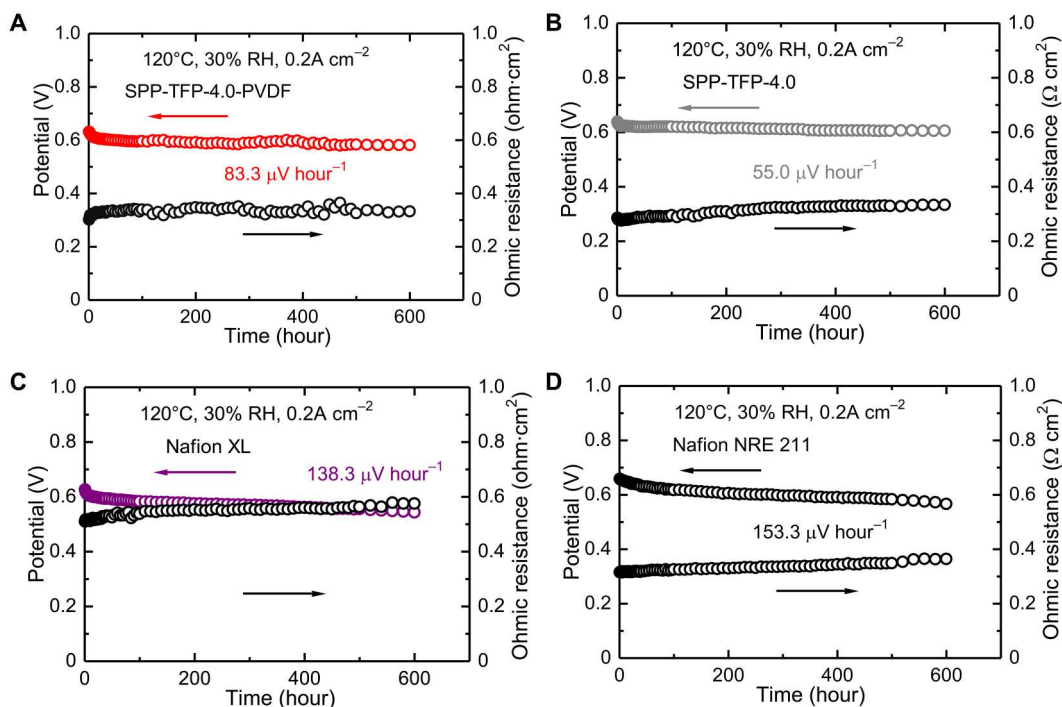 A
120°C, 30% RH, 0.2A cm⁻²
SPP-TFP-4.0-PVDF
83.3 μV hour⁻¹
Potential (V)
1.0
0.8
0.6
0.4
0.2
0
Ohmic resistance (ohm·cm²)
1.0
0.8
0.6
0.4
0.2
0
0 200 400 600
Time (hour)
B
120°C, 30% RH, 0.2A cm⁻²
SPP-TFP-4.0
55.0 μV hour⁻¹
Potential (V)
1.0
0.8
0.6
0.4
0.2
0
Ohmic resistance (Ω cm²)
1.0
0.8
0.6
0.4
0.2
0
0 200 400 600
Time (hour)
C
120°C, 30% RH, 0.2A cm⁻²
Nafion XL
138.3 μV hour⁻¹
Potential (V)
1.0
0.8
0.6
0.4
0.2
0
Ohmic resistance (ohm·cm²)
1.0
0.8
0.6
0.4
0.2
0
0 200 400 600
Time (hour)
D
120°C, 30% RH, 0.2A cm⁻²
Nafion NRE 211
153.3 μV hour⁻¹
Potential (V)
1.0
0.8
0.6
0.4
0.2
0
Ohmic resistance (Ω cm²)
1.0
0.8
0.6
0.4
0.2
0
0 200 400 600
Time (hour)